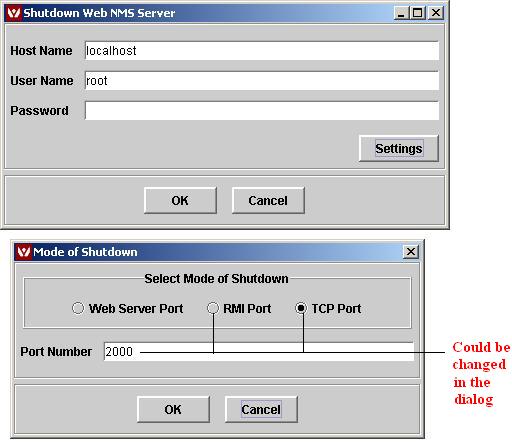 Shutdown Web NMS Server
Host Name localhost
User Name root
Password
Settings
OK Cancel
Mode of Shutdown
Select Mode of Shutdown
Web Server Port RMI Port TCP Port
Port Number 2000
Could be
changed
in the
dialog
OK Cancel